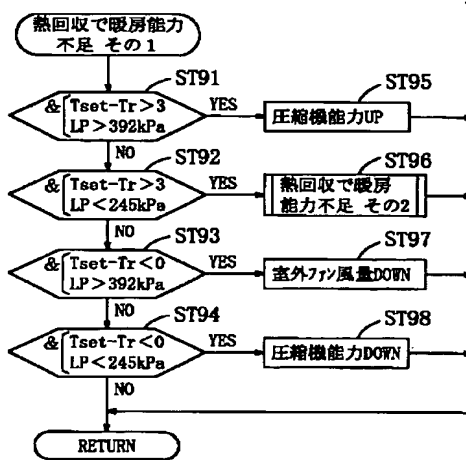 熱回収で暖房能力
不足 その1
ST91
& Tset-Tr>3
LP>392kPa
YES
ST95
圧縮機能力UP
NO
ST92
& Tset-Tr>3
LP<245kPa
YES
ST96
熱回収で暖房
能力不足 その2
NO
ST93
& Tset-Tr<0
LP>392kPa
YES
ST97
室外ファン風量DOWN
NO
ST94
& Tset-Tr<0
LP<245kPa
YES
ST98
圧縮機能力DOWN
NO
RETURN